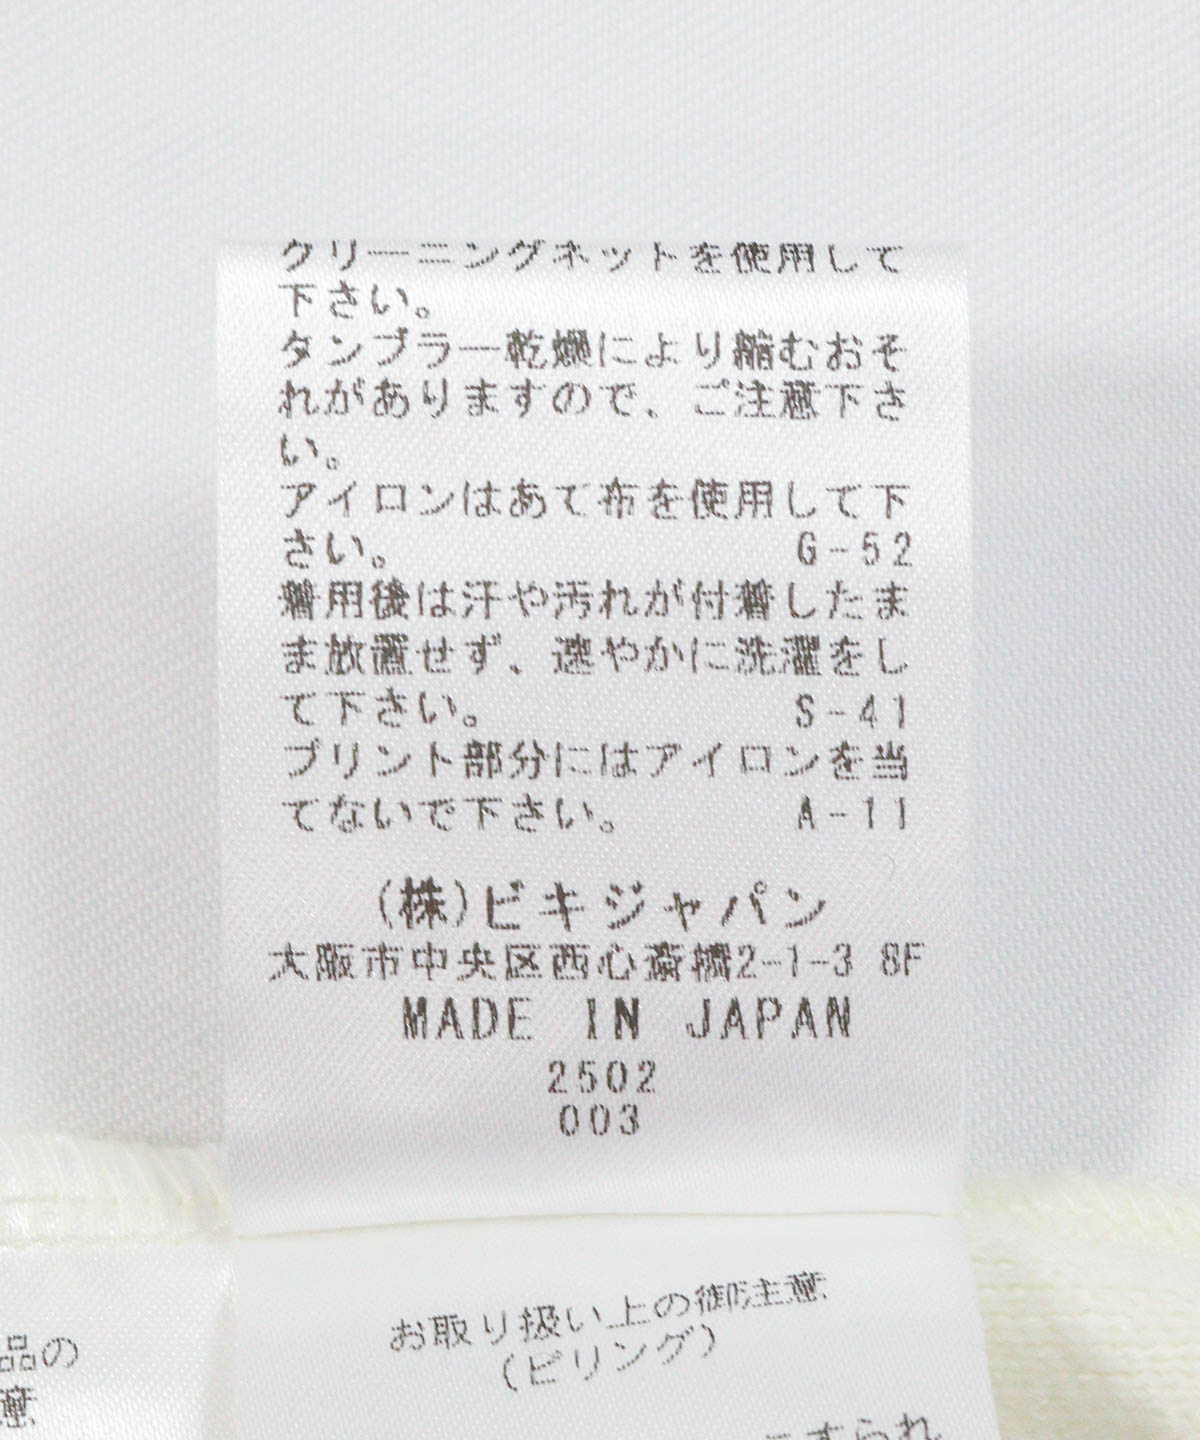 クリーニングネットを使用して
下さい。
タンブラー乾燥により縮むおそ
れがありますので、ご注意下さ
い。
アイロンはあて布を使用して下
さい。 G-52
着用後は汗や汚れが付着したま
ま放置せず、速やかに洗濯をし
て下さい。 S-41
プリント部分にはアイロンを当
てないで下さい。 A-11
(株)ビキジャパン
大阪市中央区西心斎橋2-1-3 8F
MADE IN JAPAN
2502
003
お取り扱い上の御注意
(ピリング)
品の
意
こすられ